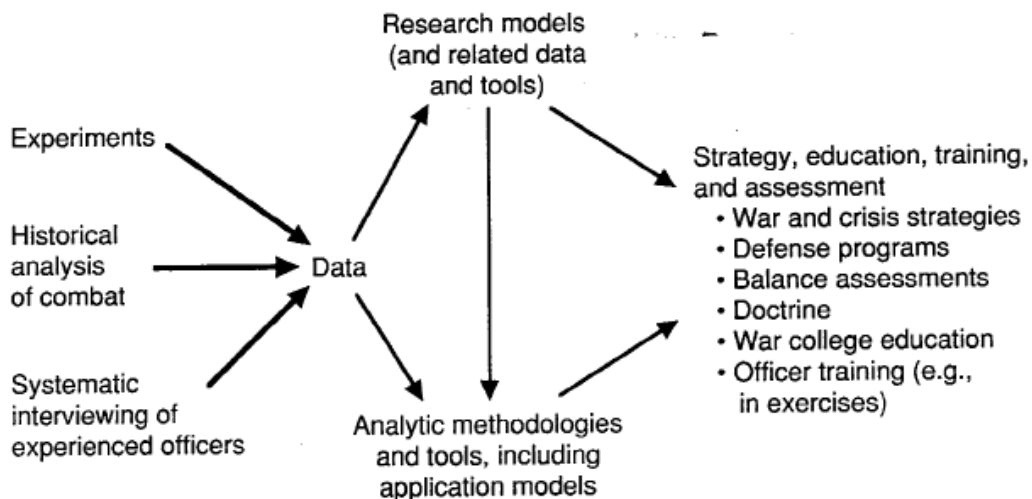 Research models
(and related data
and tools)
Experiments
Historical
analysis
of combat
Systematic
interviewing of
experienced officers
Data
Analytic methodologies
and tools, including
application models
Strategy, education, training,
and assessment
• War and crisis strategies
• Defense programs
• Balance assessments
• Doctrine
• War college education
• Officer training (e.g.,
in exercises)